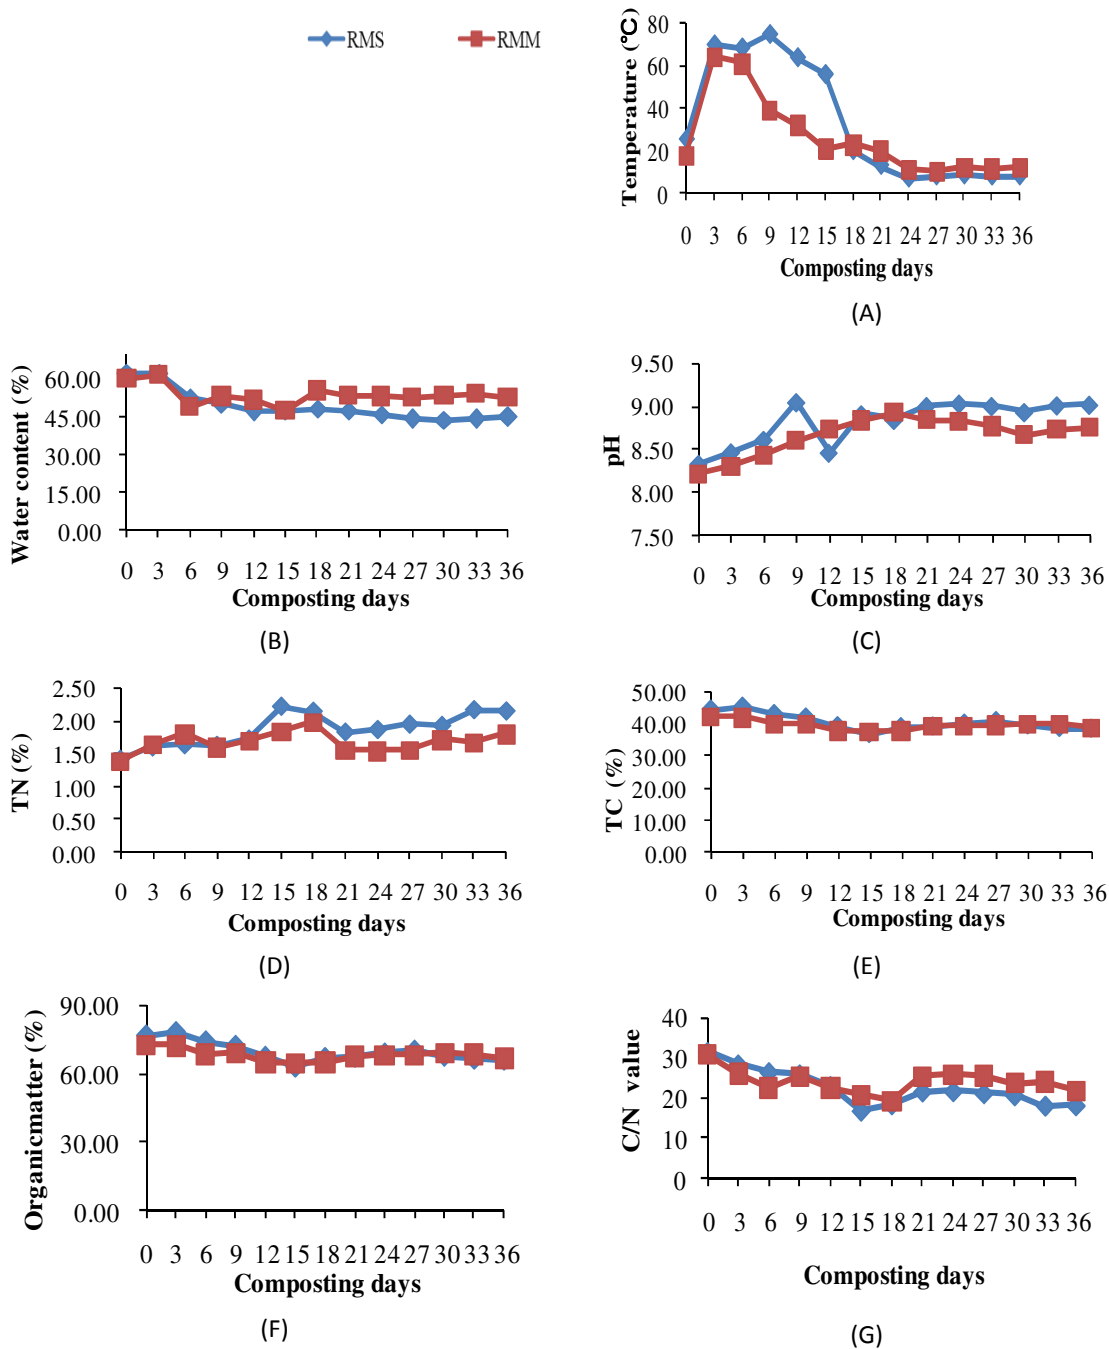 RMS RMM
Temperature (℃)
80
60
40
20
0
0 3 6 9 12 15 18 21 24 27 30 33 36
Composting days
(A)
Water content (%)
60.00
45.00
30.00
15.00
0.00
0 3 6 9 12 15 18 21 24 27 30 33 36
Composting days
(B)
pH
9.50
9.00
8.50
8.00
7.50
0 3 6 9 12 15 18 21 24 27 30 33 36
Composting days
(C)
TN (%)
2.50
2.00
1.50
1.00
0.50
0.00
0 3 6 9 12 15 18 21 24 27 30 33 36
Composting days
(D)
TC (%)
50.00
40.00
30.00
20.00
10.00
0.00
0 3 6 9 12 15 18 21 24 27 30 33 36
Composting days
(E)
Organicmatter (%)
90.00
60.00
30.00
0.00
0 3 6 9 12 15 18 21 24 27 30 33 36
Composting days
(F)
C/N value
40
30
20
10
0
0 3 6 9 12 15 18 21 24 27 30 33 36
Composting days
(G)